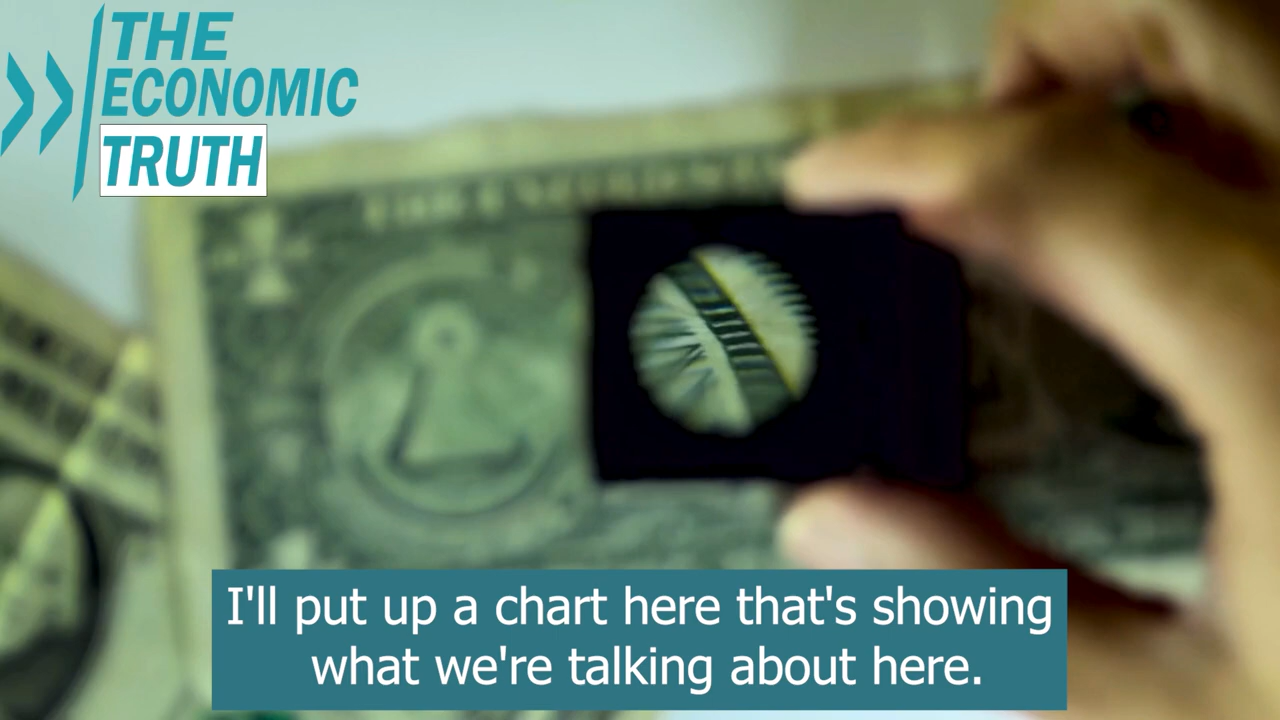 THE
ECONOMIC
TRUTH
I'll put up a chart here that's showing
what we're talking about here.